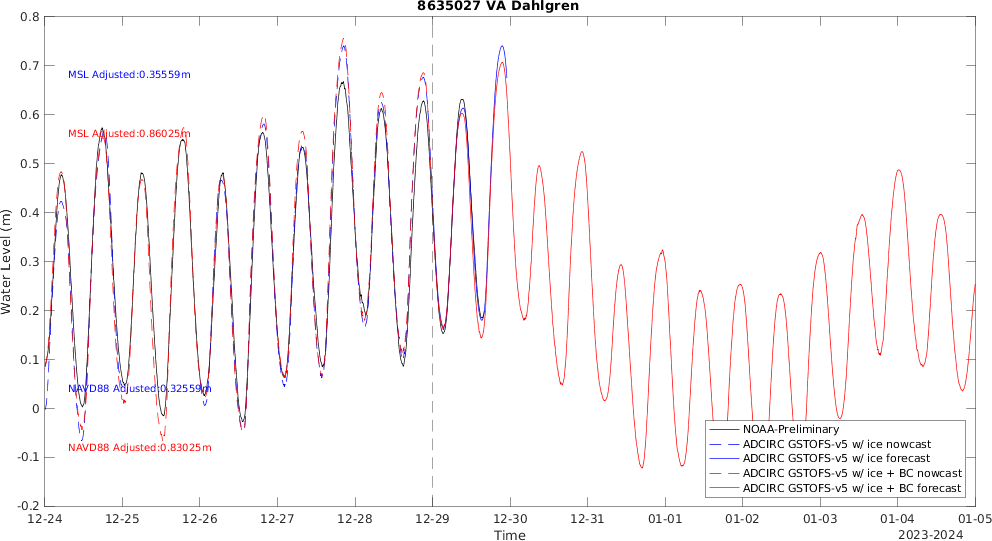 8635027 VA Dahlgren
0.8
0.7
0.6
0.5
0.4
0.3
0.2
0.1
0
-0.1
-0.2
Water Level (m)
MSL Adjusted:0.35559m
MSL Adjusted:0.86025m
NAVD88 Adjusted:0.32559m
NAVD88 Adjusted:0.83025m
NOAA-Preliminary
ADCIRC GSTOFS-v5 w/ ice nowcast
ADCIRC GSTOFS-v5 w/ ice forecast
ADCIRC GSTOFS-v5 w/ ice + BC nowcast
ADCIRC GSTOFS-v5 w/ ice + BC forecast
12-24 12-25 12-26 12-27 12-28 12-29 12-30 12-31 01-01 01-02 01-03 01-04 01-05
Time
2023-2024